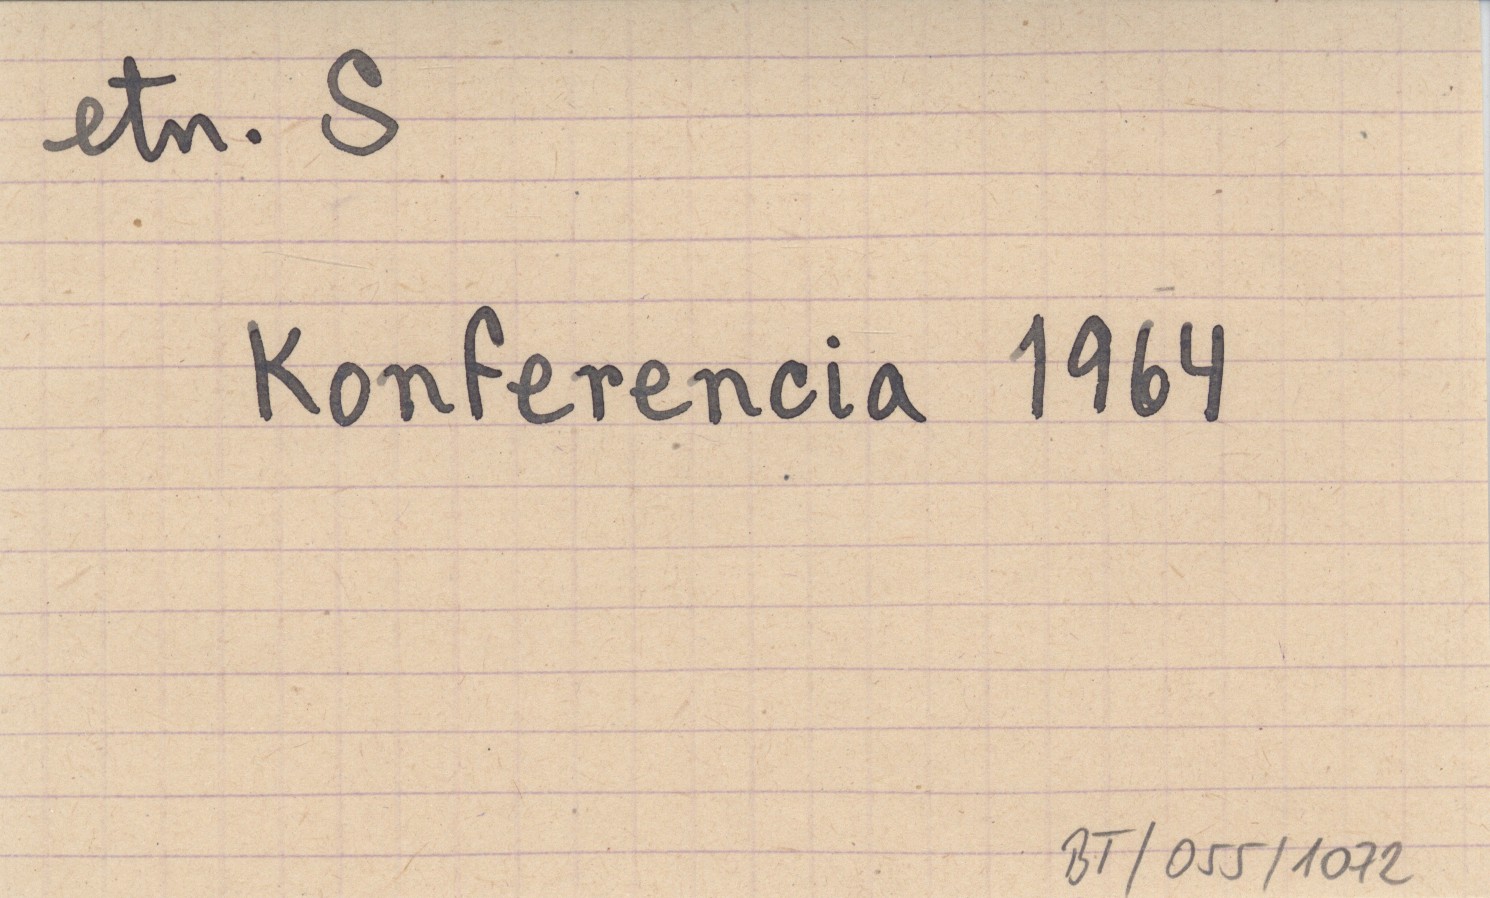 etn. S
Konferencia 1964
BT/055/1072